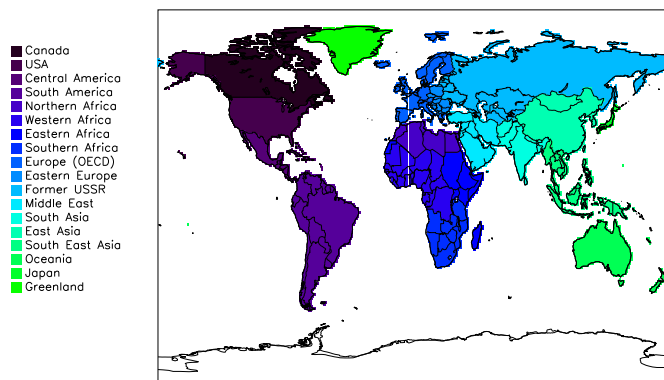 Canada
USA
Central America
South America
Northern Africa
Western Africa
Eastern Africa
Southern Africa
Europe (OECD)
Eastern Europe
Former USSR
Middle East
South Asia
East Asia
South East Asia
Oceania
Japan
Greenland